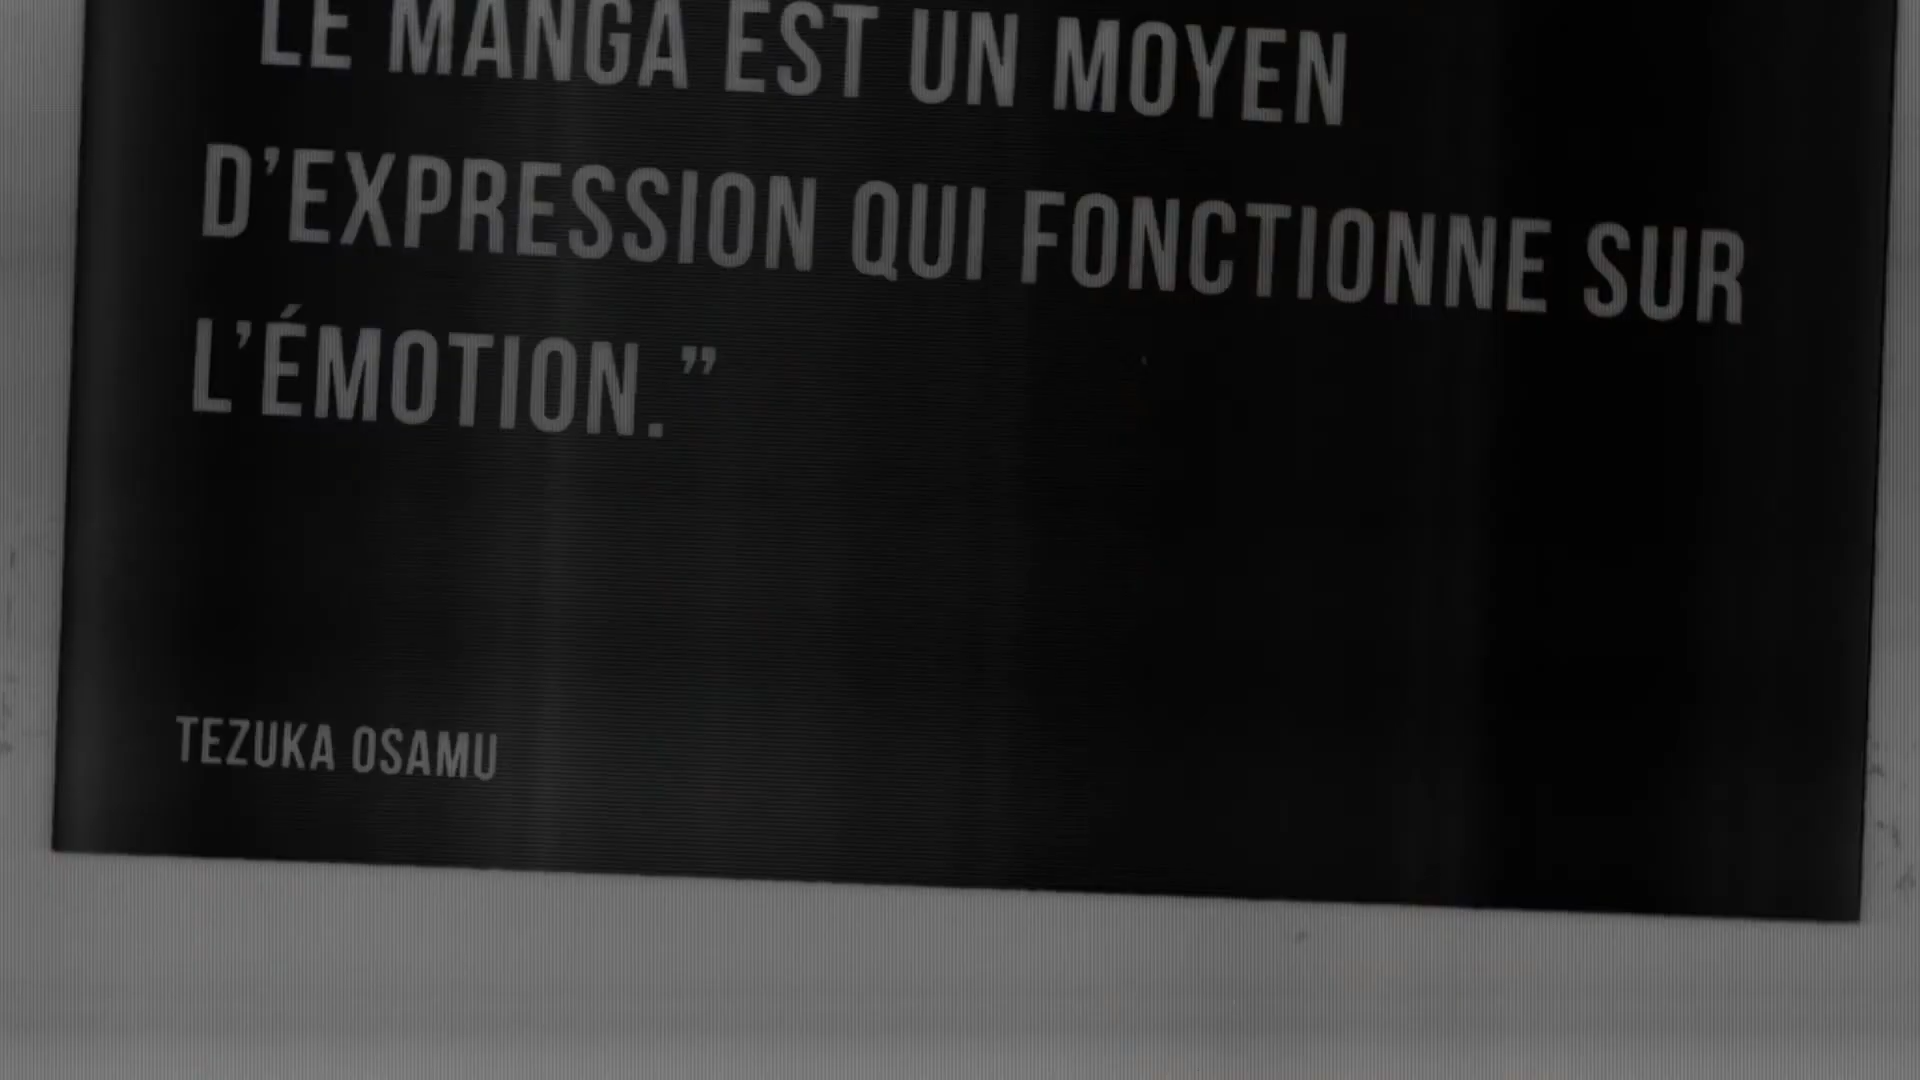 LE MANGA EST UN MOYEN
D’EXPRESSION QUI FONCTIONNE SUR
L’ÉMOTION.”
TEZUKA OSAMU